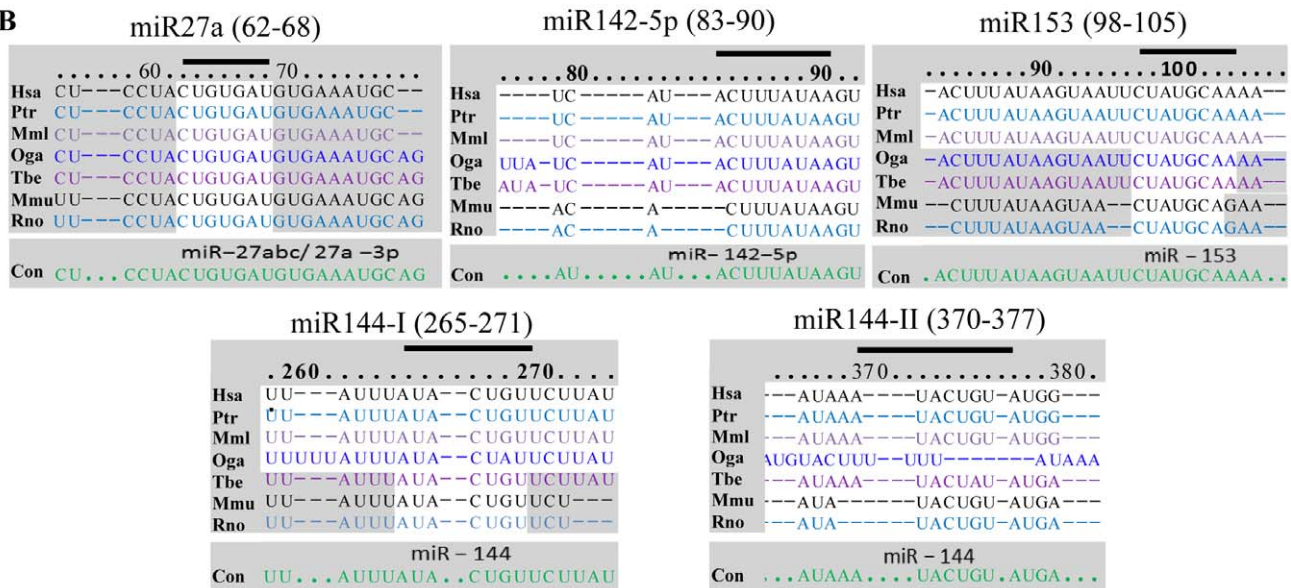 B
miR27a (62-68)
...... 60 ........ 70 ..........
Hsa CU---CCUACUGUGAUGUGAAAUGC--
Ptr CU---CCUACUGUGAUGUGAAAUGC--
Mml CU---CCUACUGUGAUGUGAAAUGC--
Oga CU---CCUACUGUGAUGUGAAAUGCAG
Tbe CU---CCUACUGUGAUGUGAAAUGCAG
Mmu UU---CCUACUGUGAUGUGAAAUGCAG
Rno UU---CCUACUGUGAUGUGAAAUGCAG
miR-27abc/ 27a -3p
Con CU...CCUACUGUGAUGUGAAAUGCAG
miR142-5p (83-90)
80 90
Hsa ----UC-----AU----ACUUUAUAAGU
Ptr ----UC-----AU----ACUUUAUAAGU
Mml ----UC-----AU----ACUUUAUAAGU
Oga UUA-UC-----AU----ACUUUAUAAGU
Tbe AUA-UC-----AU----ACUUUAUAAGU
Mmu ----AC-----A------CUUUAUAAGU
Rno ----AC-----A------CUUUAUAAGU
miR-142-5p
Con ....AU.....AU...ACUUUAUAAGU
miR153 (98-105)
90 100
Hsa -ACUUUAUAAGUAAUUCUAUGCAAAA--
Ptr -ACUUUAUAAGUAAUUCUAUGCAAAA--
Mml -ACUUUAUAAGUAAUUCUAUGCAAAA--
Oga -ACUUUAUAAGUAAUUCUAUGCAAAA--
Tbe -ACUUUAUAAGUAAUUCUAUGCAAAA--
Mmu --CUUUAUAAGUAAUUCUAUGCAGAA--
Rno --CUUUAUAAGUAAUUCUAUGCAGAA--
miR - 153
Con .ACUUUAUAAGUAAUUCUAUGCAAAA..
miR144-I (265-271)
.260.........270...
Hsa UU---AUUUAUA--CUGUUCUUAU
Ptr UU---AUUUAUA--CUGUUCUUAU
Mml UU---AUUUAUA--CUGUUCUUAU
Oga UUUUUAUUUAUA--CUAUUCUUAU
Tbe UU---AUUUAUA--CUGUUCUUAU
Mmu UU---AUUUAUA--CUGUUCU---
Rno UU---AUUUAUA--CUGUUCU---
miR - 144
Con UU...AUUUAUA..CUGUUCUUAU
miR144-II (370-377)
370 380
Hsa --AUAAA----UACUGU-AUGG---
Ptr --AUAAA----UACUGU-AUGG---
Mml --AUAAA----UACUGU-AUGG---
Oga AUGUACUUU-UUU-------AUAAA
Tbe --AUAAA----UACUAU-AUGA---
Mmu --AUA------UACUGU-AUGA---
Rno --AUA------UACUGU-AUGA---
miR - 144
Con ...AUAAA....UACUGU.AUGA...